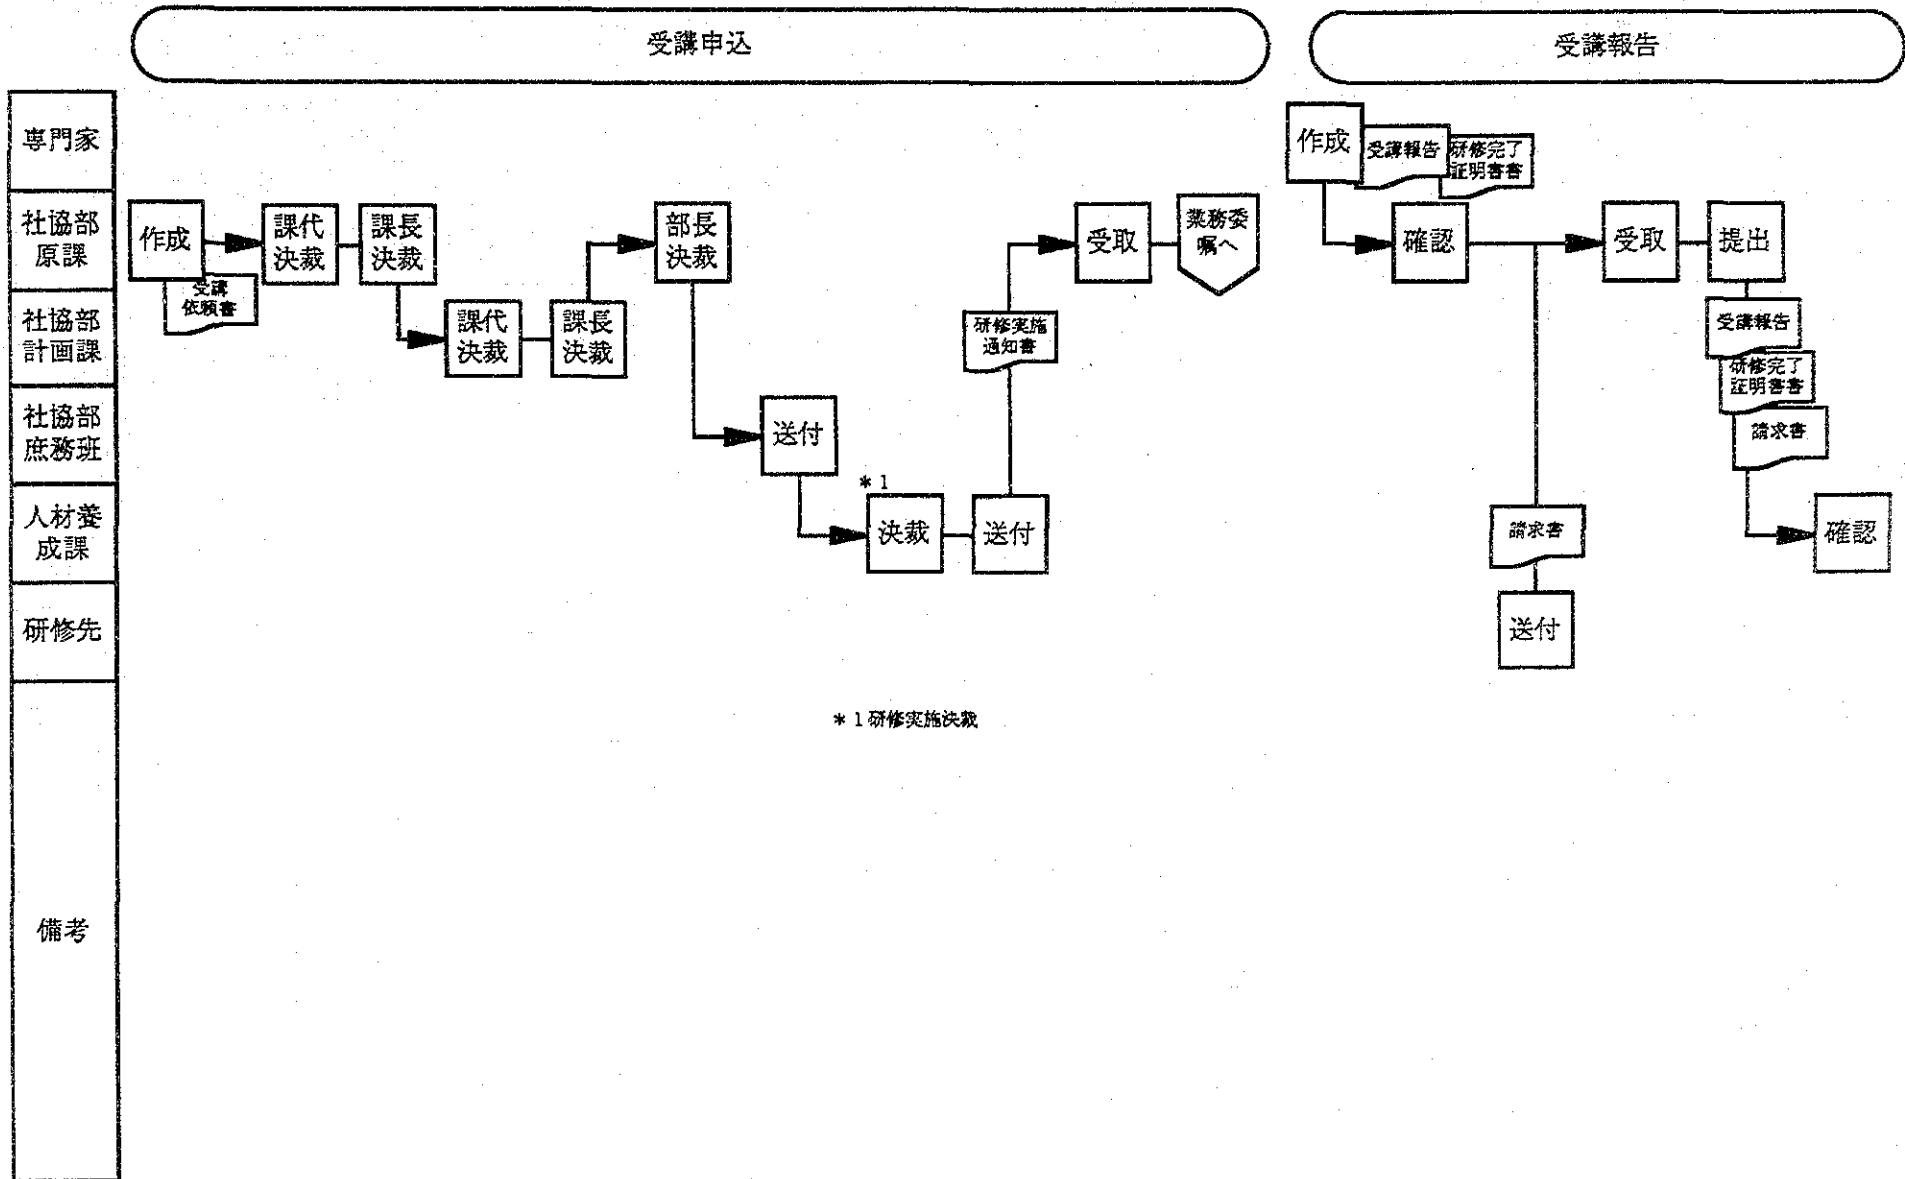 受講申込
受講報告
専門家
作成
受講報告
研修完了
証明書書
社協部
原課
作成
受講
依頼書
課代
決裁
課長
決裁
部長
決裁
受取
業務委
嘱へ
確認
受取
提出
社協部
計画課
課代
決裁
課長
決裁
研修実施
通知書
受講報告
研修完了
証明書書
社協部
庶務班
送付
請求書
人材養
成課
*1
決裁
送付
請求書
確認
研修先
送付
備考
*1研修実施決裁